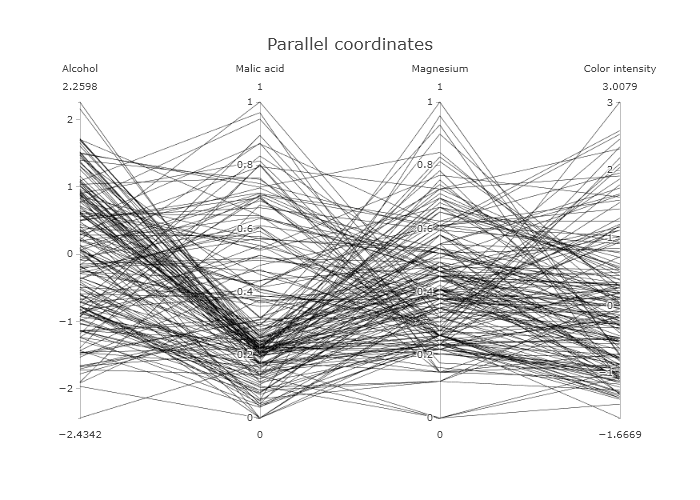 Parallel coordinates
Alcohol Malic acid Magnesium Color intensity
2.2598 1 1 3.0079
1 1 3
2
2
0.8 0.8
1
0.6 0.6
1
0
0.4 0.4
0
−1
0.2 0.2
−1
−2
0 0
−2.4342 0 0 −1.6669